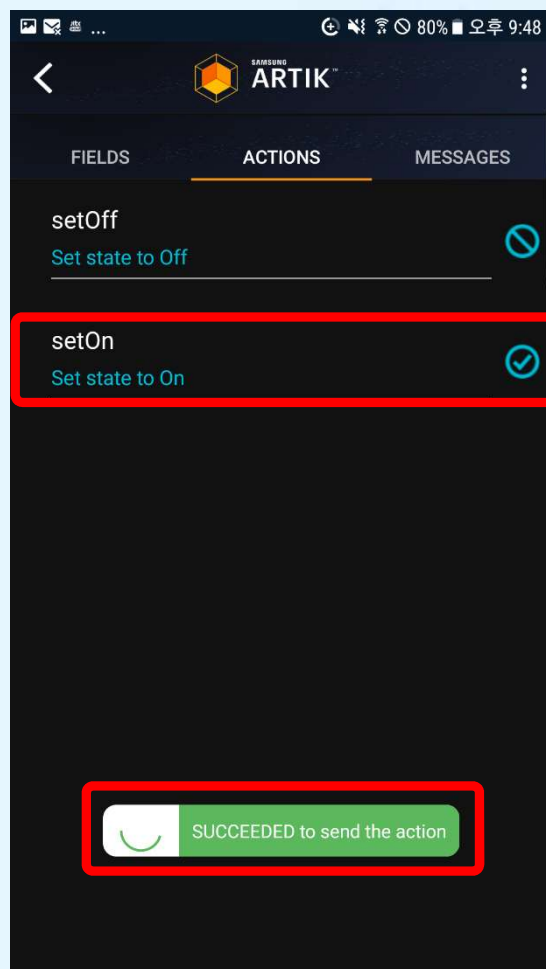 ... 80% 오후 9:48
SAMSUNG
ARTIK™
FIELDS ACTIONS MESSAGES
setOff
Set state to Off
setOn
Set state to On
SUCCEEDED to send the action